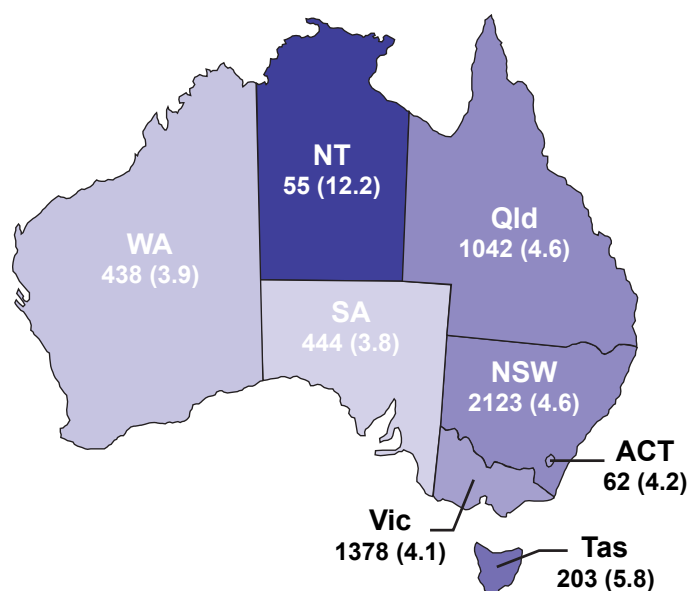 NT
55 (12.2)
Qld
1042 (4.6)
WA
438 (3.9)
SA
444 (3.8)
NSW
2123 (4.6)
ACT
62 (4.2)
Vic
1378 (4.1)
Tas
203 (5.8)